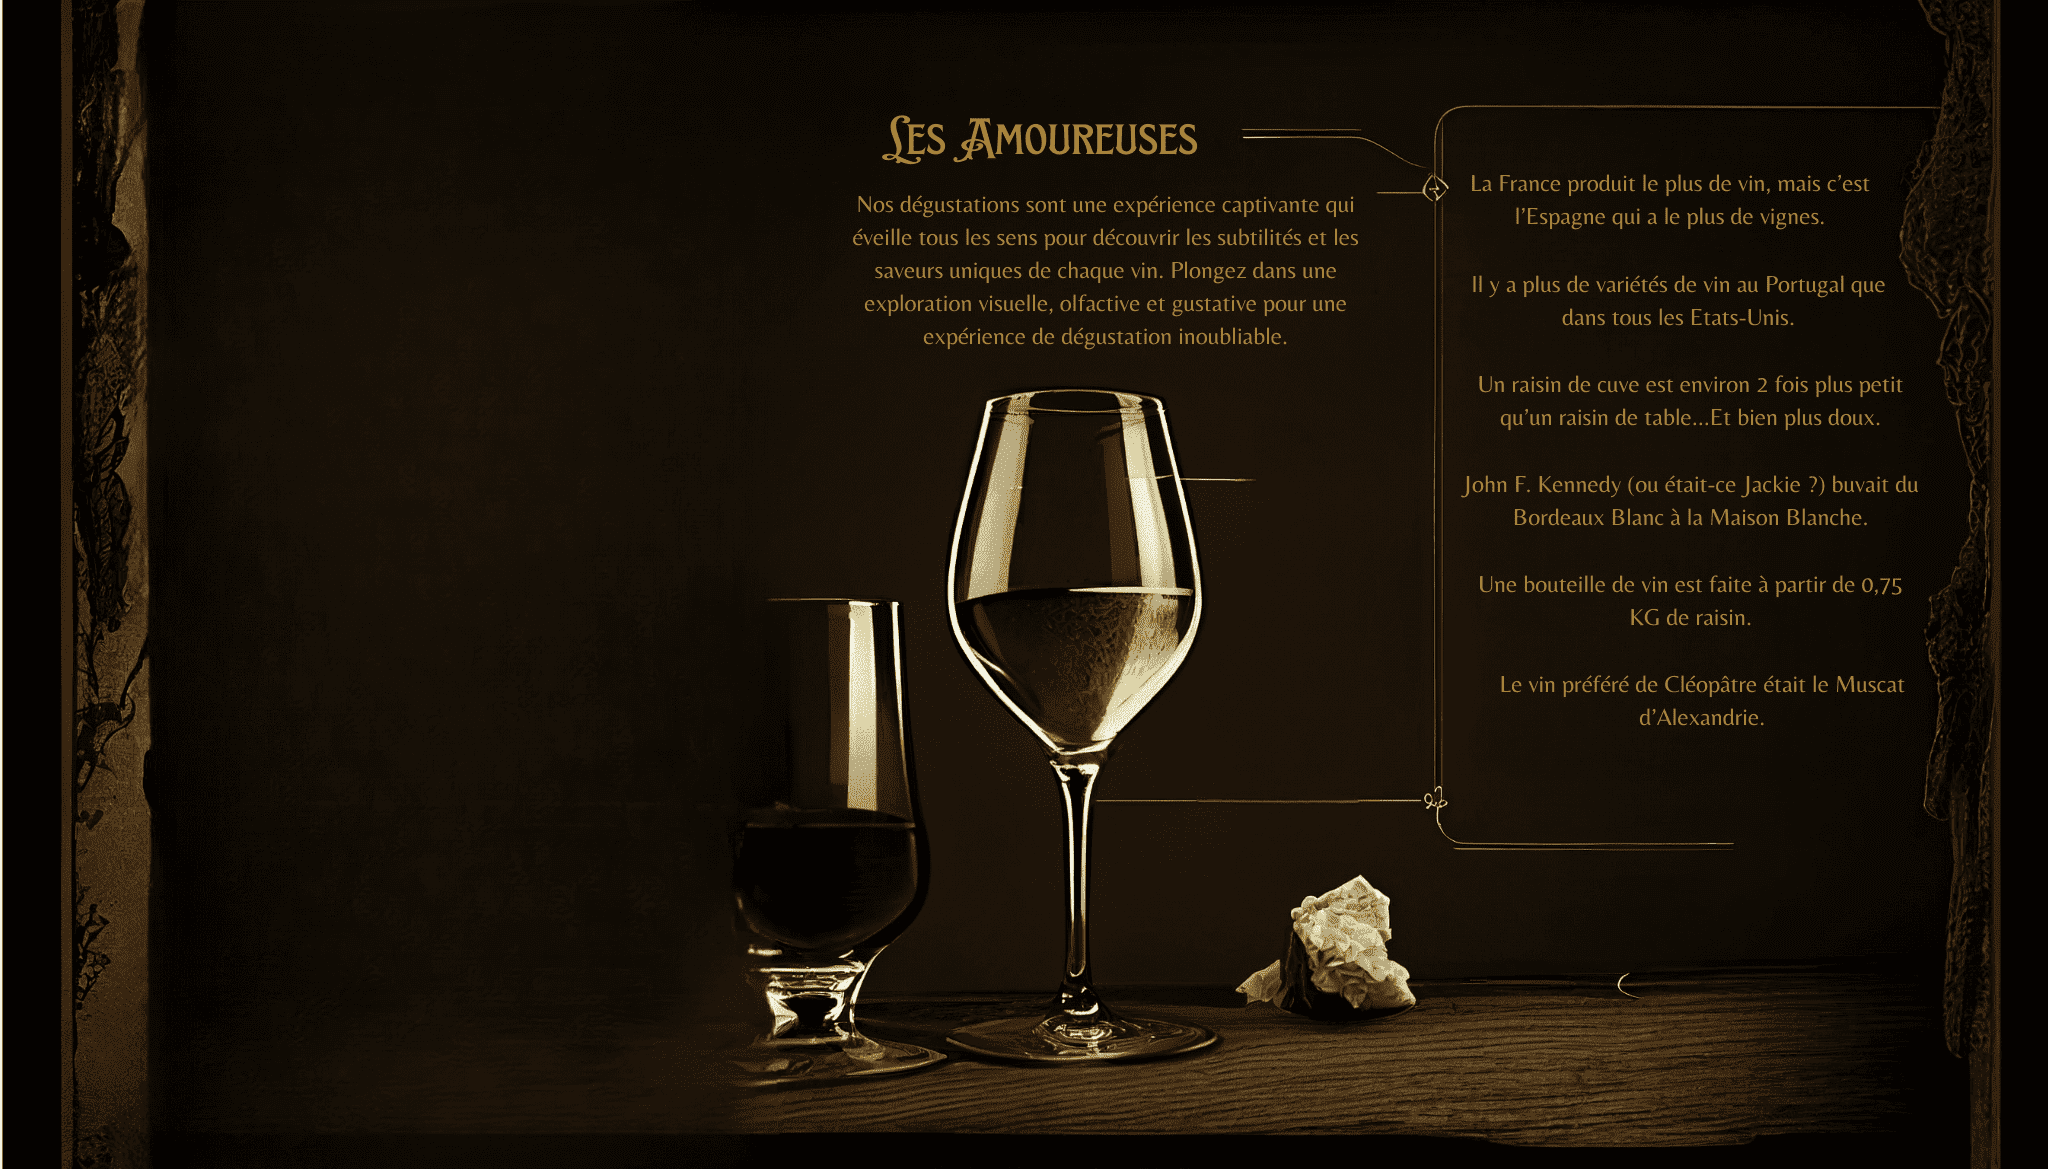 Les Amoureuses
Nos dégustations sont une expérience captivante qui
éveille tous les sens pour découvrir les subtilités et les
saveurs uniques de chaque vin. Plongez dans une
exploration visuelle, olfactive et gustative pour une
expérience de dégustation inoubliable.
La France produit le plus de vin, mais c’est
l’Espagne qui a le plus de vignes.
Il y a plus de variétés de vin au Portugal que
dans tous les Etats-Unis.
Un raisin de cuve est environ 2 fois plus petit
qu’un raisin de table...Et bien plus doux.
John F. Kennedy (ou était-ce Jackie ?) buvait du
Bordeaux Blanc à la Maison Blanche.
Une bouteille de vin est faite à partir de 0,75
KG de raisin.
Le vin préféré de Cléopâtre était le Muscat
d’Alexandrie.